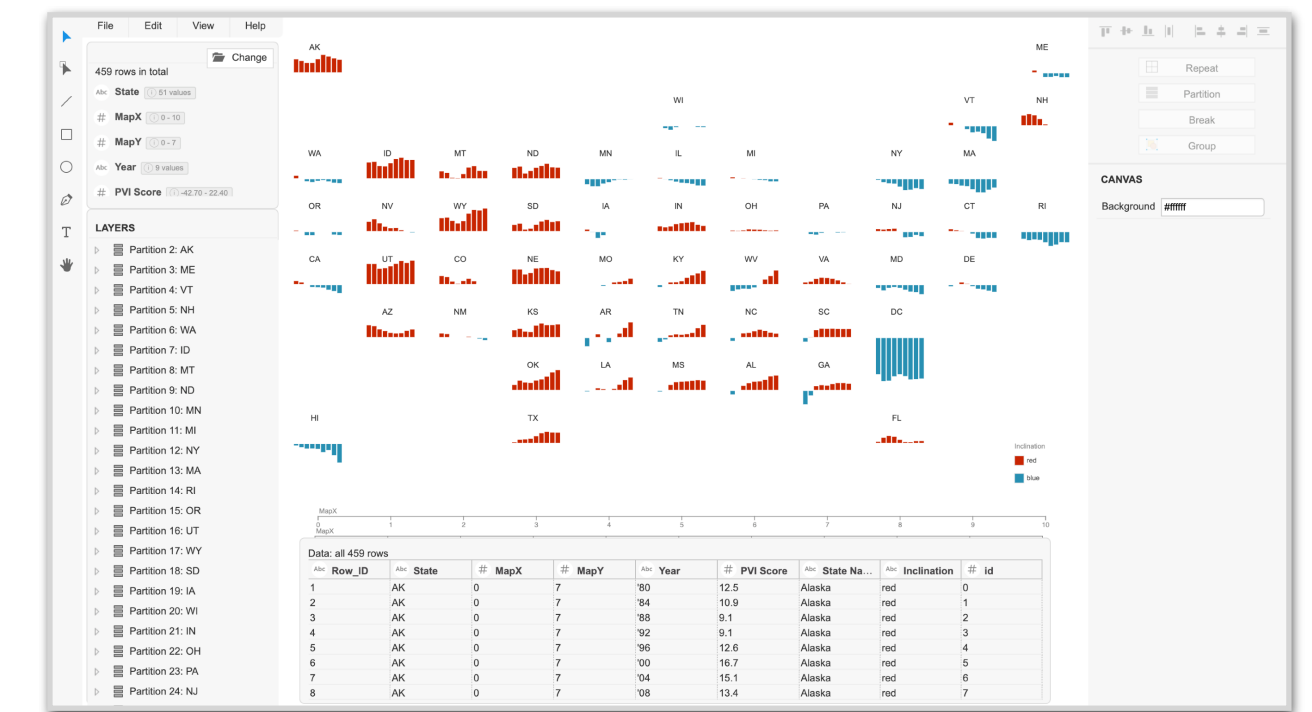 File Edit View Help
Change
459 rows in total
Abc State 51 values
# MapX 0 - 10
# MapY 0 - 7
Abc Year 9 values
# PVI Score -42.70 - 22.40
LAYERS
Partition 2: AK
Partition 3: ME
Partition 4: VT
Partition 5: NH
Partition 6: WA
Partition 7: ID
Partition 8: MT
Partition 9: ND
Partition 10: MN
Partition 11: MI
Partition 12: NY
Partition 13: MA
Partition 14: RI
Partition 15: OR
Partition 16: UT
Partition 17: WY
Partition 18: SD
Partition 19: IA
Partition 20: WI
Partition 21: IN
Partition 22: OH
Partition 23: PA
Partition 24: NJ
T
AK ME
WI VT NH
WA ID MT ND MN IL MI NY MA
OR NV WY SD IA IN OH PA NJ CT RI
CA UT CO NE MO KY WV VA MD DE
AZ NM KS AR TN NC SC DC
OK LA MS AL GA
HI TX FL
Inclination
red
blue
MapX
0 1 2 3 4 5 6 7 8 9 10
MapX
Data: all 459 rows
Abc Row_ID Abc State # MapX # MapY Abc Year # PVI Score Abc State Na... Abc Inclination # id
1 AK 0 7 '80 12.5 Alaska red 0
2 AK 0 7 '84 10.9 Alaska red 1
3 AK 0 7 '88 9.1 Alaska red 2
4 AK 0 7 '92 9.1 Alaska red 3
5 AK 0 7 '96 12.6 Alaska red 4
6 AK 0 7 '00 16.7 Alaska red 5
7 AK 0 7 '04 15.1 Alaska red 6
8 AK 0 7 '08 13.4 Alaska red 7
Repeat
Partition
Break
Group
CANVAS
Background #ffffff